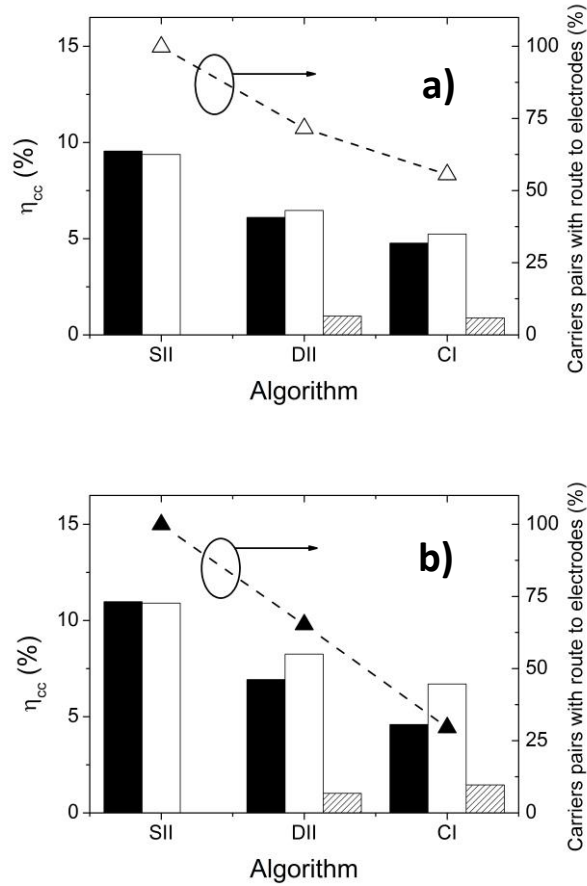 a)
15
10
5
0
η_cc (%)
100
75
50
25
0
Carriers pairs with route to electrodes (%)
SII DII CI
Algorithm
b)
15
10
5
0
η_cc (%)
100
75
50
25
0
Carriers pairs with route to electrodes (%)
SII DII CI
Algorithm